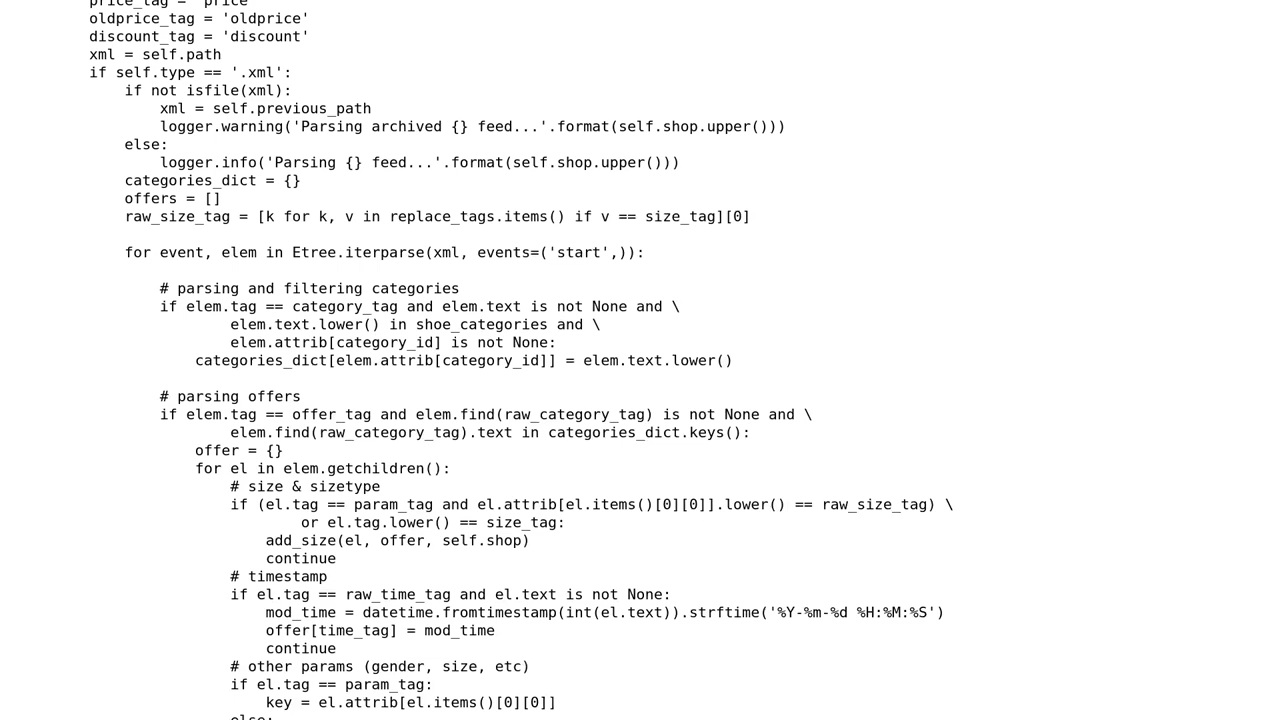 price_tag = 'price'
oldprice_tag = 'oldprice'
discount_tag = 'discount'
xml = self.path
if self.type == '.xml':
    if not isfile(xml):
        xml = self.previous_path
        logger.warning('Parsing archived {} feed...'.format(self.shop.upper()))
    else:
        logger.info('Parsing {} feed...'.format(self.shop.upper()))
    categories_dict = {}
    offers = []
    raw_size_tag = [k for k, v in replace_tags.items() if v == size_tag][0]

    for event, elem in Etree.iterparse(xml, events=('start',)):

        # parsing and filtering categories
        if elem.tag == category_tag and elem.text is not None and \
                elem.text.lower() in shoe_categories and \
                elem.attrib[category_id] is not None:
            categories_dict[elem.attrib[category_id]] = elem.text.lower()

        # parsing offers
        if elem.tag == offer_tag and elem.find(raw_category_tag) is not None and \
                elem.find(raw_category_tag).text in categories_dict.keys():
            offer = {}
            for el in elem.getchildren():
                # size & sizetype
                if (el.tag == param_tag and el.attrib[el.items()[0][0]].lower() == raw_size_tag) \
                        or el.tag.lower() == size_tag:
                    add_size(el, offer, self.shop)
                    continue
                # timestamp
                if el.tag == raw_time_tag and el.text is not None:
                    mod_time = datetime.fromtimestamp(int(el.text)).strftime('%Y-%m-%d %H:%M:%S')
                    offer[time_tag] = mod_time
                    continue
                # other params (gender, size, etc)
                if el.tag == param_tag:
                    key = el.attrib[el.items()[0][0]]
                else: